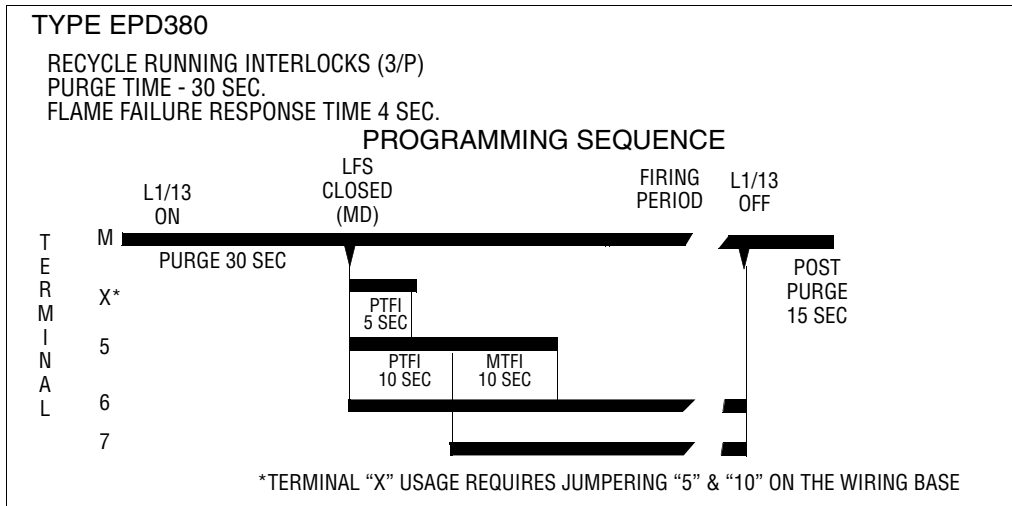 TYPE EPD380
RECYCLE RUNNING INTERLOCKS (3/P)
PURGE TIME - 30 SEC.
FLAME FAILURE RESPONSE TIME 4 SEC.
PROGRAMMING SEQUENCE
L1/13
ON
LFS
CLOSED
(MD)
FIRING
PERIOD
L1/13
OFF
TERMINAL
M
PURGE 30 SEC
POST
PURGE
15 SEC
X*
PTFI
5 SEC
5
PTFI
10 SEC
MTFI
10 SEC
6
7
*TERMINAL “X” USAGE REQUIRES JUMPERING “5” & “10” ON THE WIRING BASE